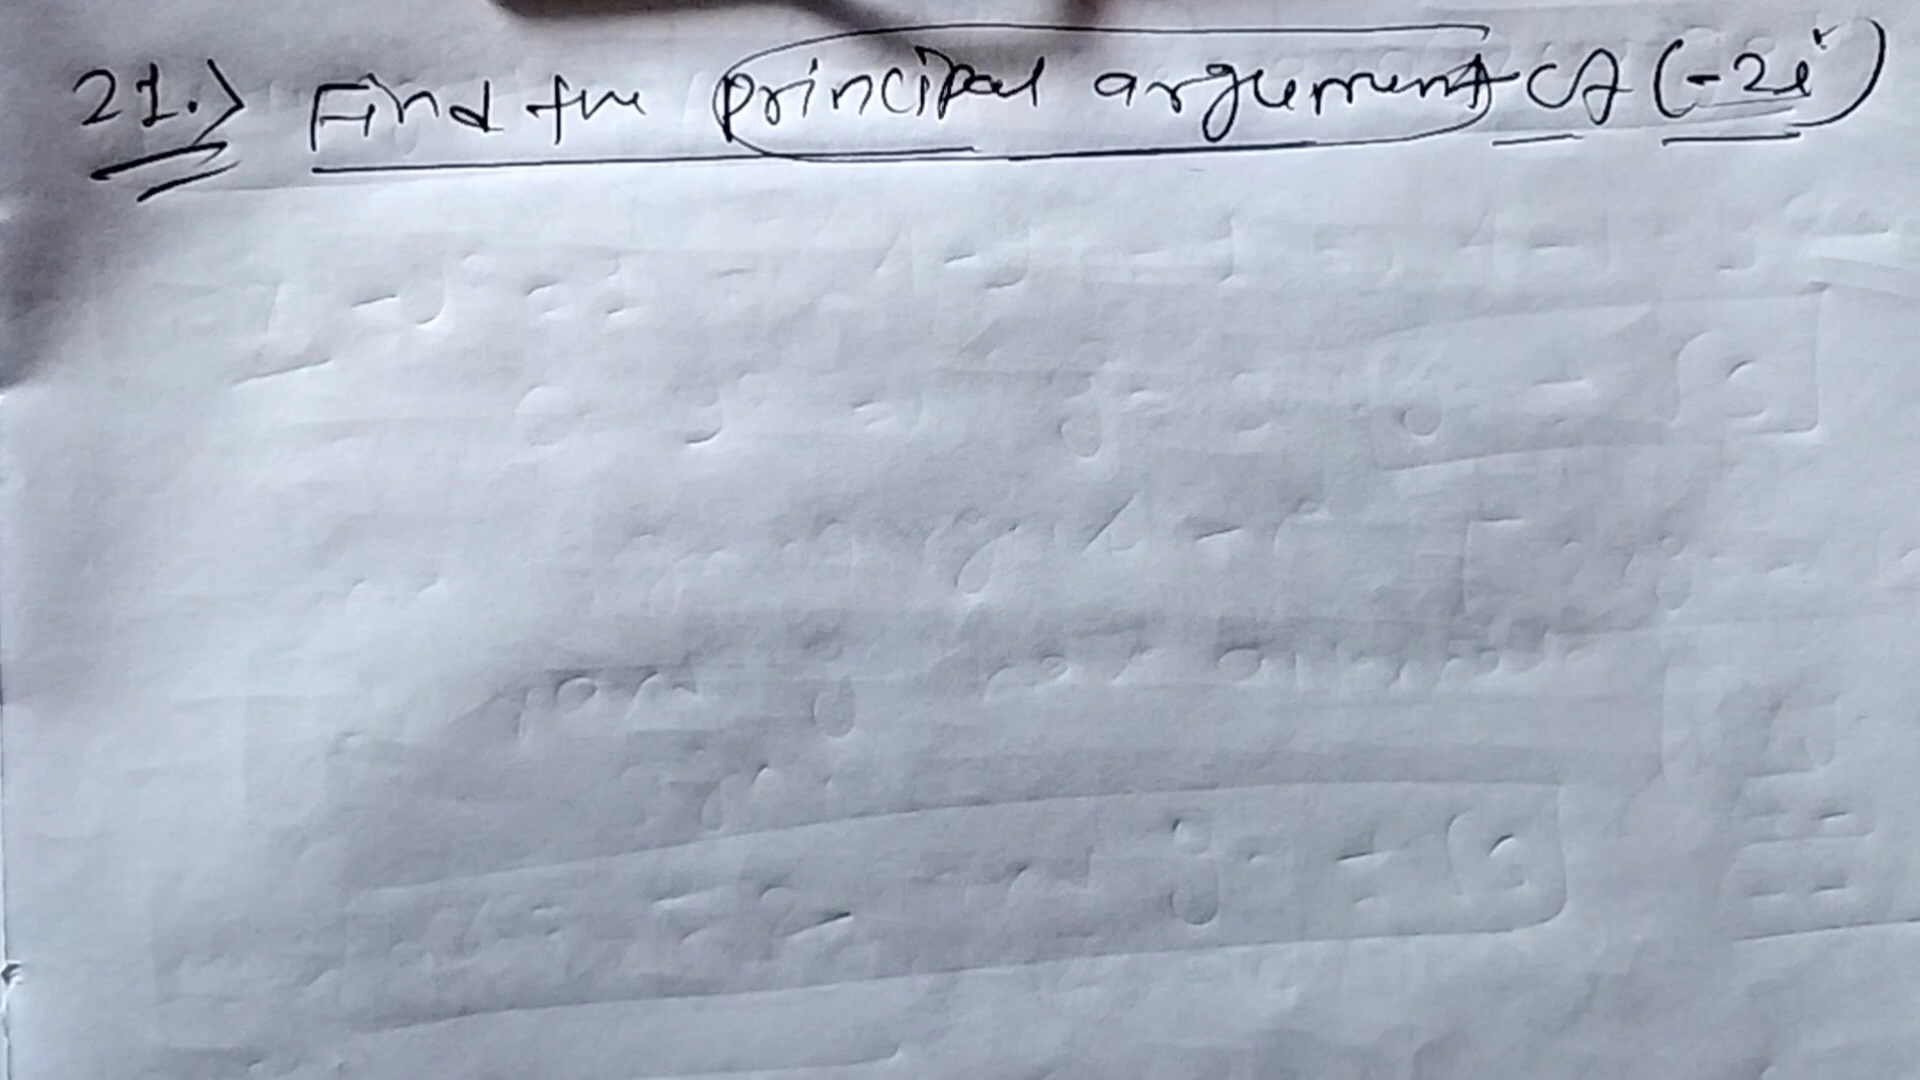 21.) Find the principal argument of (-2i)